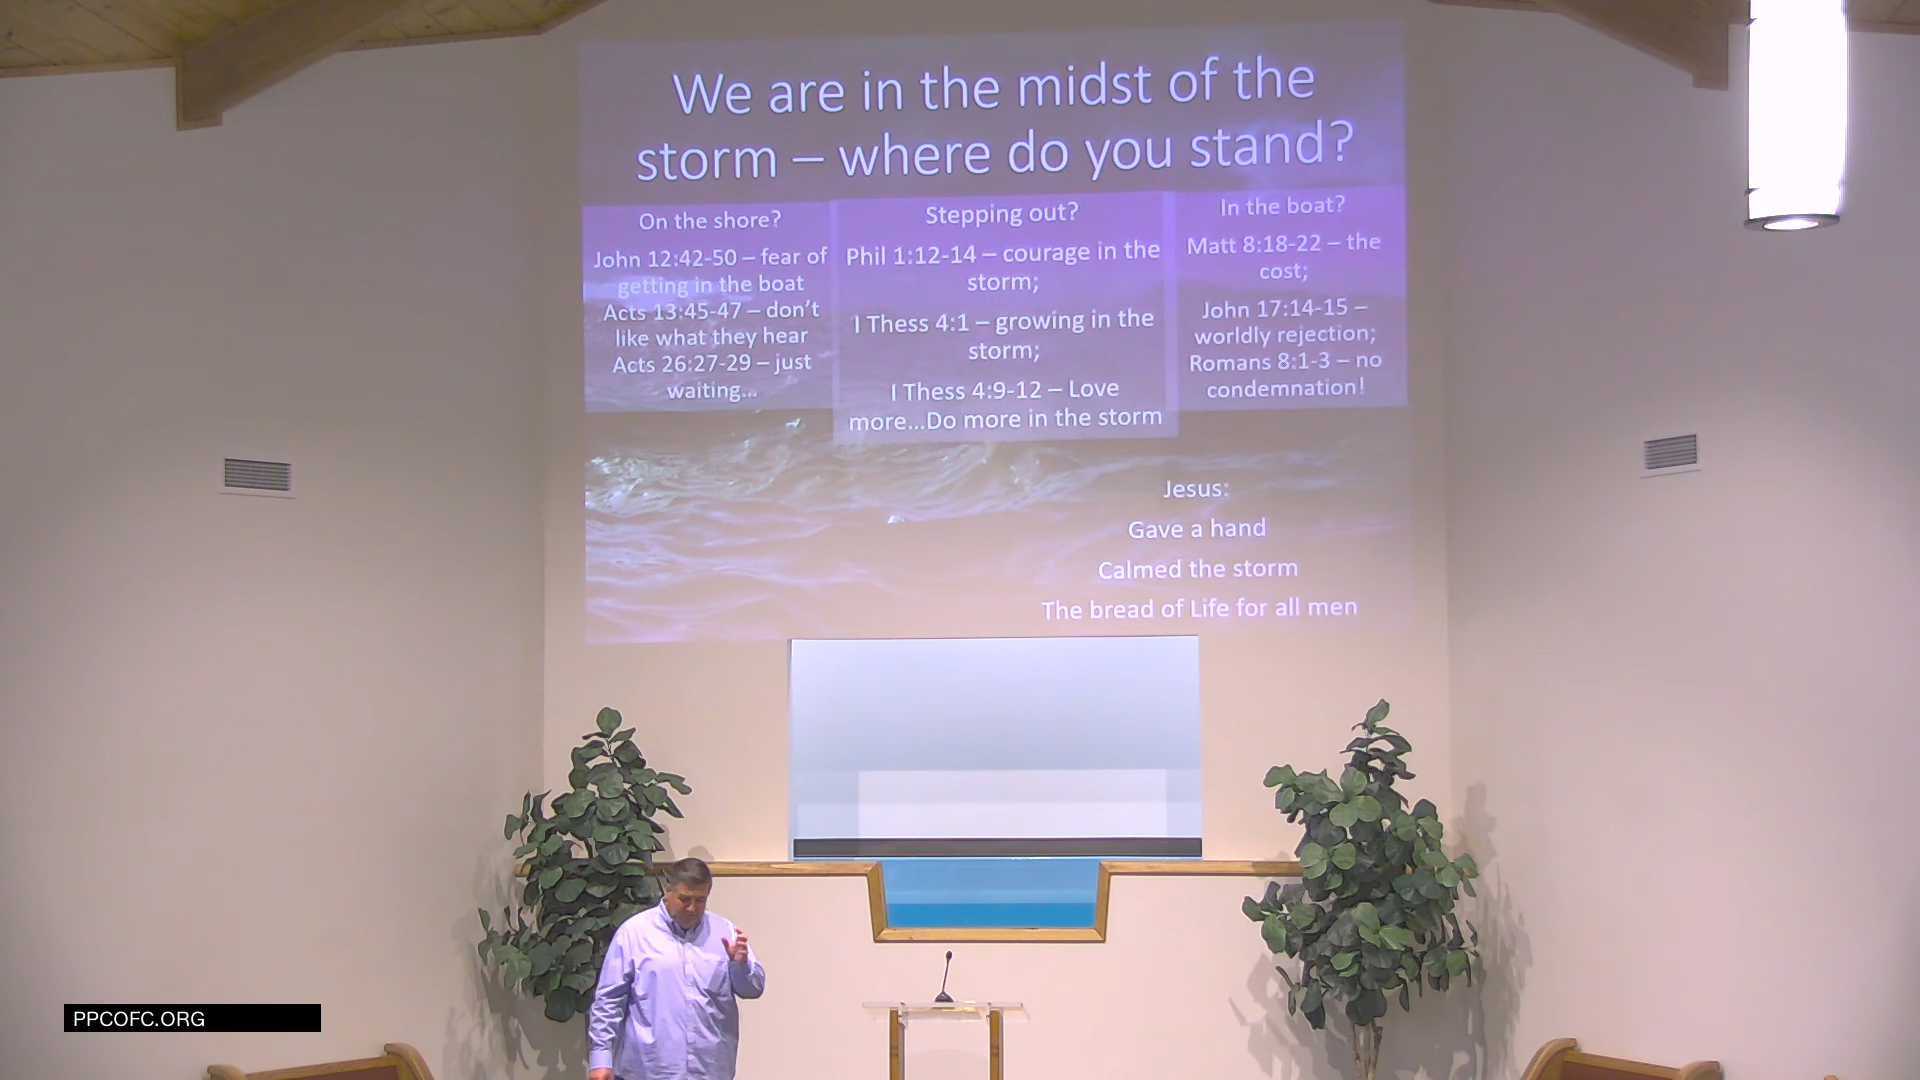 We are in the midst of the
storm – where do you stand?
On the shore?
John 12:42-50 – fear of
getting in the boat
Acts 13:45-47 – don't
like what they hear
Acts 26:27-29 – just
waiting...
Stepping out?
Phil 1:12-14 – courage in the
storm;
I Thess 4:1 – growing in the
storm;
I Thess 4:9-12 – Love
more...Do more in the storm
In the boat?
Matt 8:18-22 – the
cost;
John 17:14-15 –
worldly rejection;
Romans 8:1-3 – no
condemnation!
Jesus:
Gave a hand
Calmed the storm
The bread of Life for all men
PPCOFC.ORG